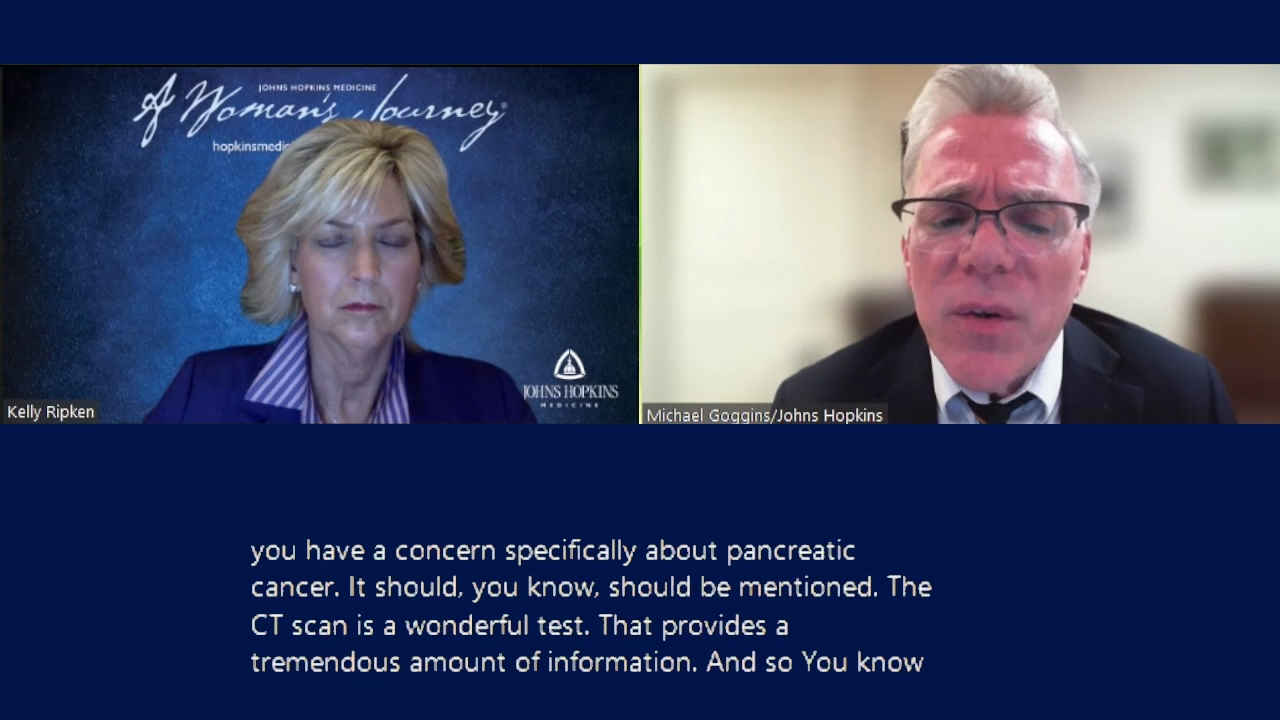 JOHNS HOPKINS MEDICINE
A Woman's Journey®
hopkinsmedic
JOHNS HOPKINS
MEDICINE
Kelly Ripken
Michael Goggins/Johns Hopkins
you have a concern specifically about pancreatic
cancer. It should, you know, should be mentioned. The
CT scan is a wonderful test. That provides a
tremendous amount of information. And so You know